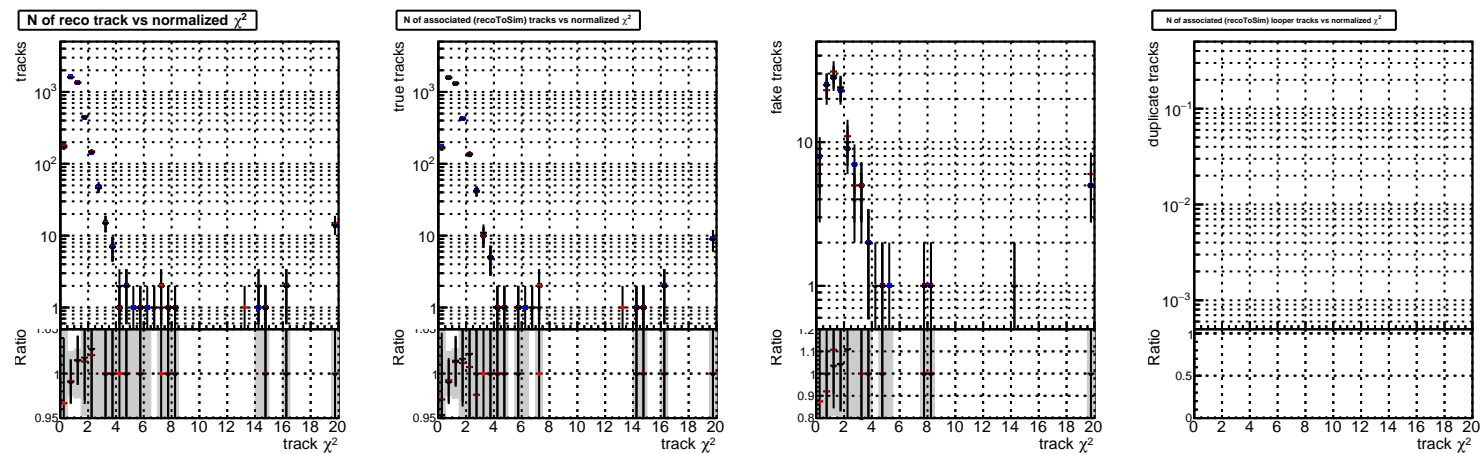 N of reco track vs normalized χ²
tracks
10³
10²
10
1
Ratio
1.05
1
0.95
0 2 4 6 8 10 12 14 16 18 20
track χ²
N of associated (recoToSim) tracks vs normalized χ²
true tracks
10³
10²
10
1
Ratio
1.05
1
0.95
0 2 4 6 8 10 12 14 16 18 20
track χ²
fake tracks
10
1
Ratio
1.2
1.1
1
0.9
0.8
0 2 4 6 8 10 12 14 16 18 20
track χ²
N of associated (recoToSim) looper tracks vs normalized χ²
duplicate tracks
10⁻¹
10⁻²
10⁻³
Ratio
1
0.5
0
0 2 4 6 8 10 12 14 16 18 20
track χ²